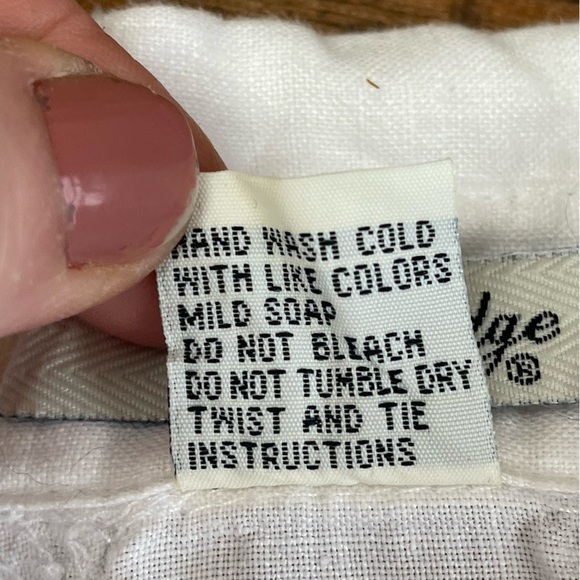 HAND WASH COLD
WITH LIKE COLORS
MILD SOAP
DO NOT BLEACH
DO NOT TUMBLE DRY
TWIST AND TIE
INSTRUCTIONS
®